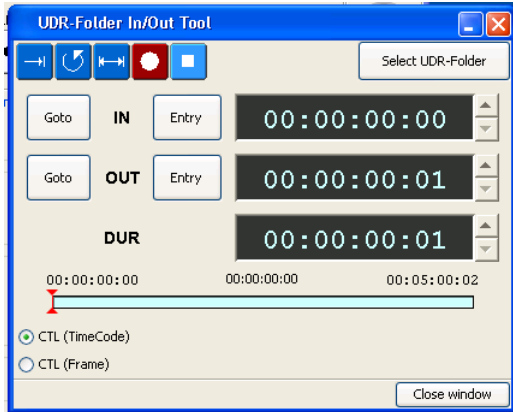 UDR-Folder In/Out Tool
Select UDR-Folder
Goto IN Entry 00:00:00:00
Goto OUT Entry 00:00:00:01
DUR 00:00:00:01
00:00:00:00 00:00:00:00 00:05:00:02
CTL (TimeCode)
CTL (Frame)
Close window